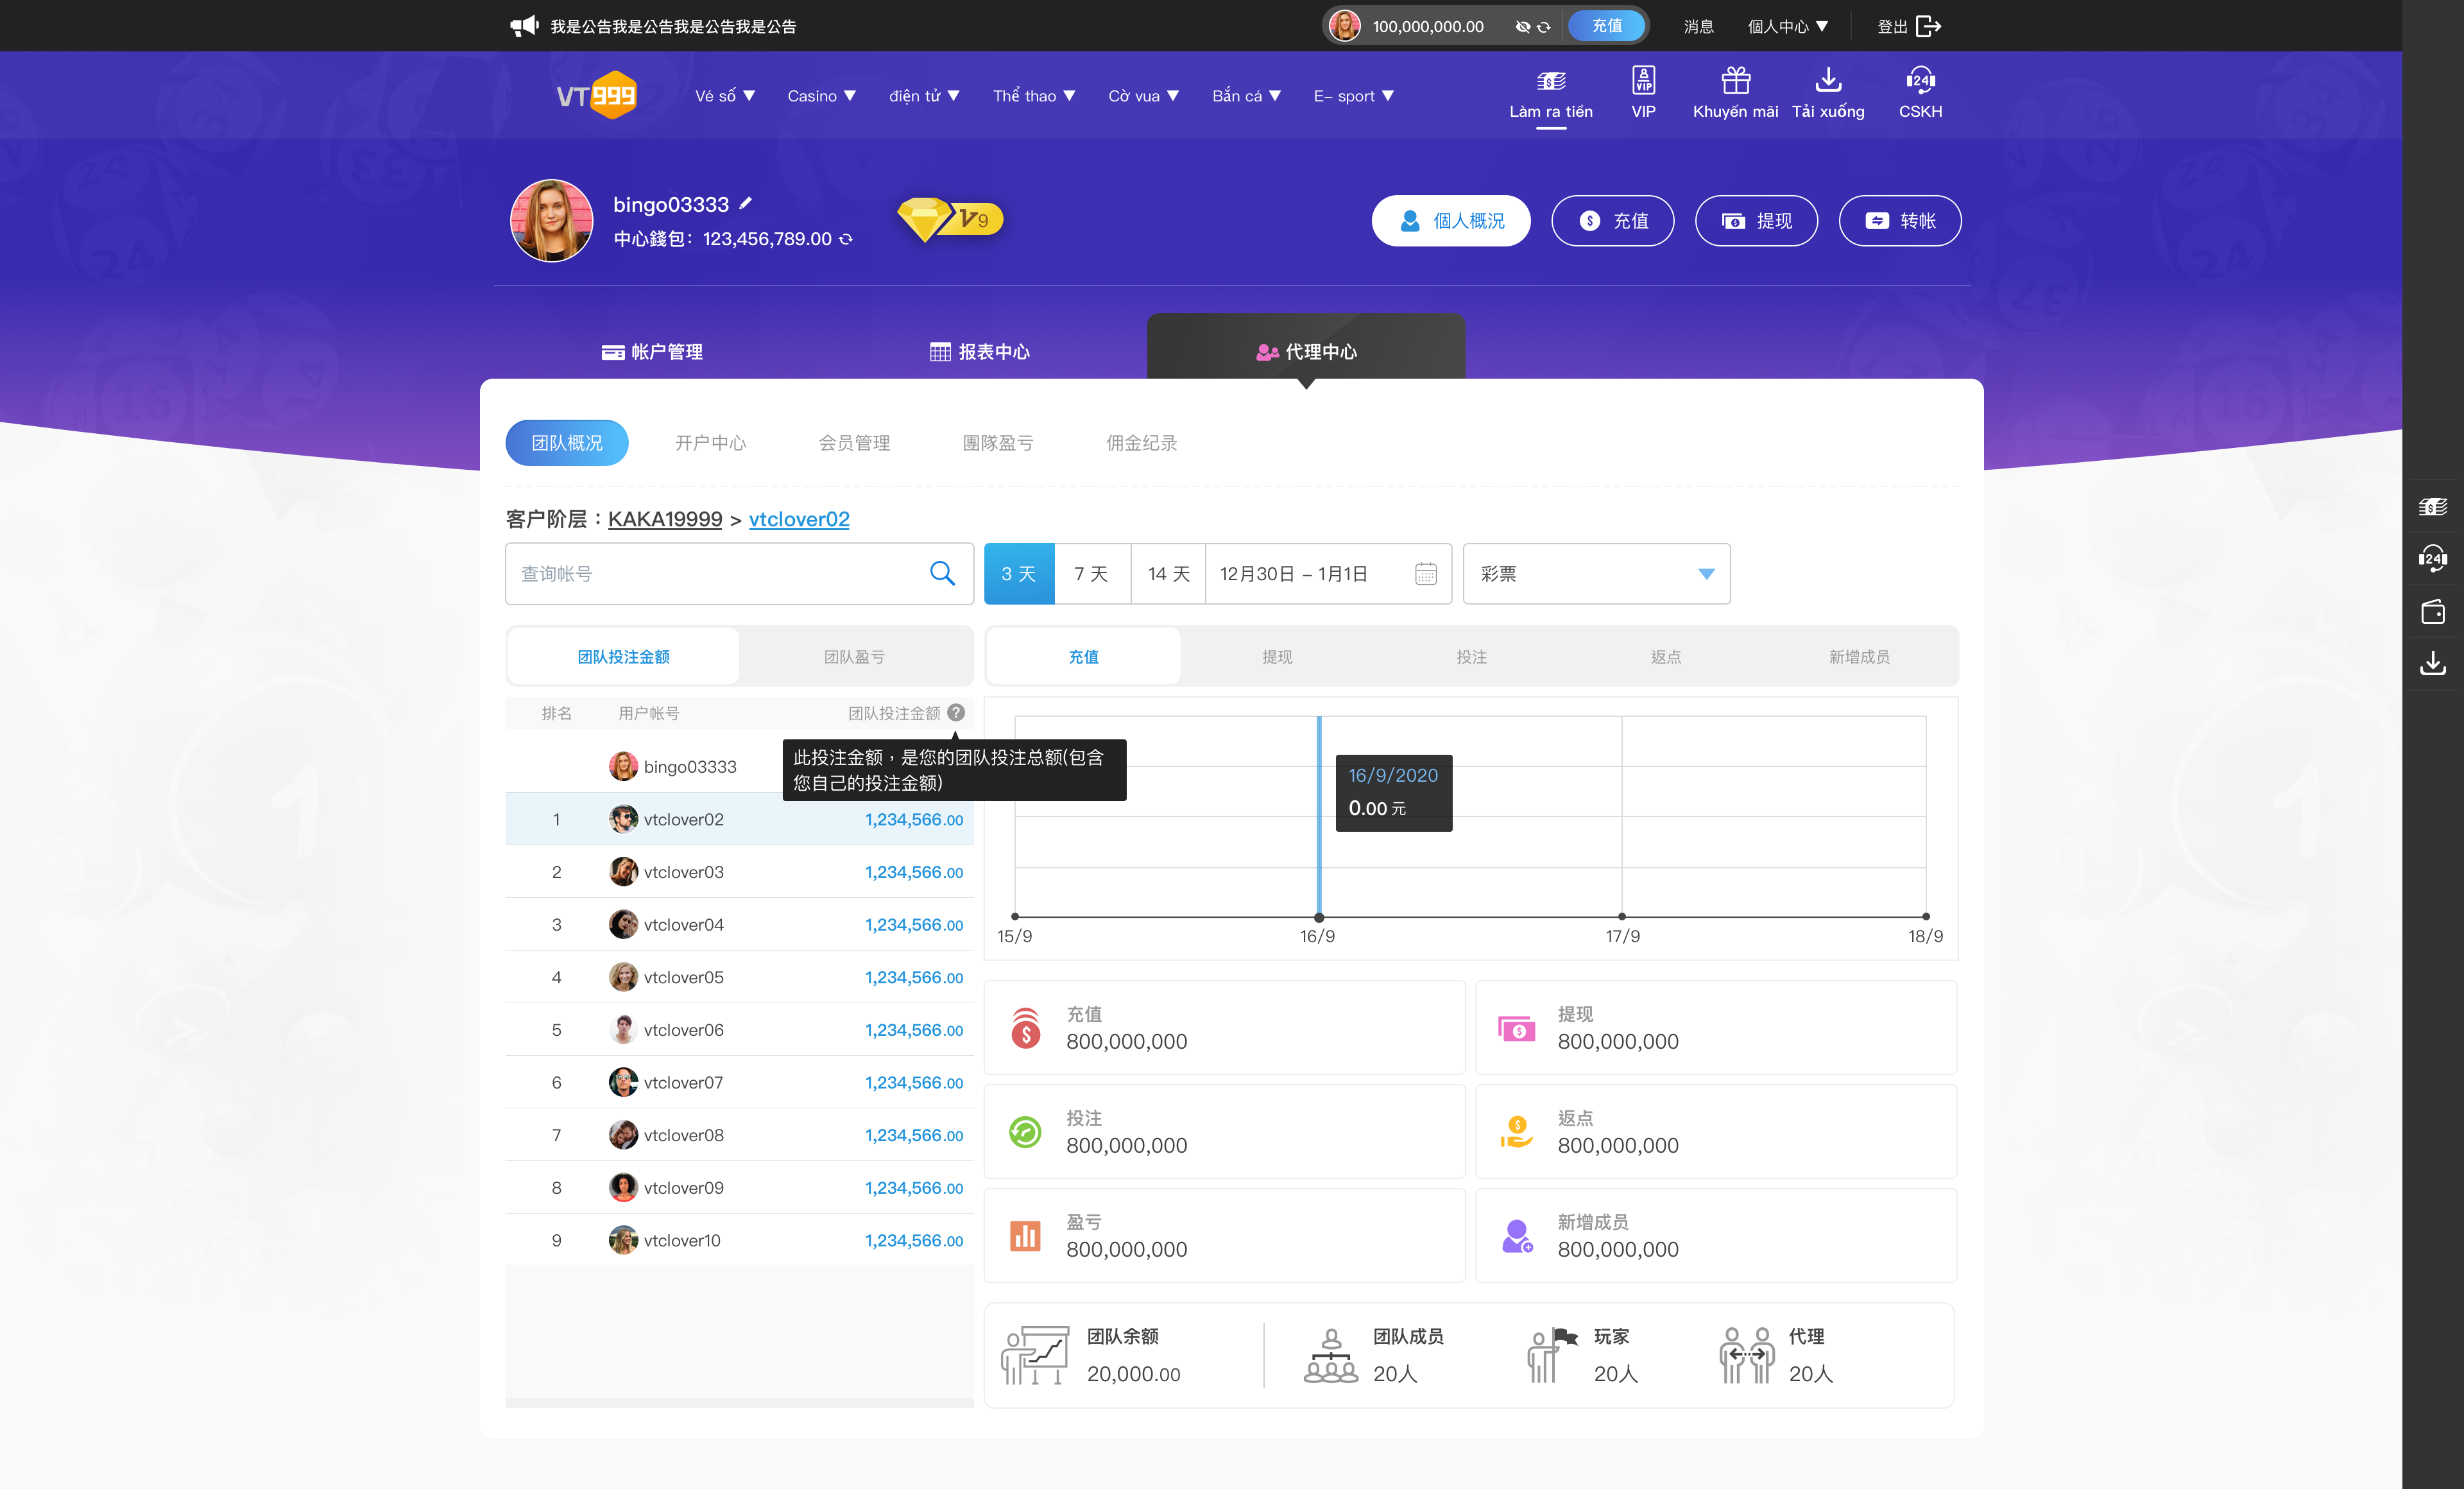 我是公告我是公告我是公告我是公告
100,000,000.00
充值
消息
個人中心 ▼
登出
VT999
Vé số ▼
Casino ▼
điện tử ▼
Thể thao ▼
Cờ vua ▼
Bắn cá ▼
E- sport ▼
Làm ra tiền
VIP
Khuyến mãi
Tải xuống
24
CSKH
bingo03333
中心錢包：123,456,789.00
V9
個人概況
充值
提现
转帐
帐户管理
报表中心
代理中心
团队概况
开户中心
会员管理
團隊盈亏
佣金纪录
客户阶层：KAKA19999 > vtclover02
查询帐号
3 天
7 天
14 天
12月30日 – 1月1日
彩票
团队投注金额
团队盈亏
充值
提现
投注
返点
新增成员
排名 用户帐号 团队投注金额 ?
此投注金额，是您的团队投注总额(包含
您自己的投注金额)
bingo03333
1 vtclover02 1,234,566.00
2 vtclover03 1,234,566.00
3 vtclover04 1,234,566.00
4 vtclover05 1,234,566.00
5 vtclover06 1,234,566.00
6 vtclover07 1,234,566.00
7 vtclover08 1,234,566.00
8 vtclover09 1,234,566.00
9 vtclover10 1,234,566.00
16/9/2020
0.00 元
15/9 16/9 17/9 18/9
充值
800,000,000
提现
800,000,000
投注
800,000,000
返点
800,000,000
盈亏
800,000,000
新增成员
800,000,000
团队余额
20,000.00
团队成员
20人
玩家
20人
代理
20人
24